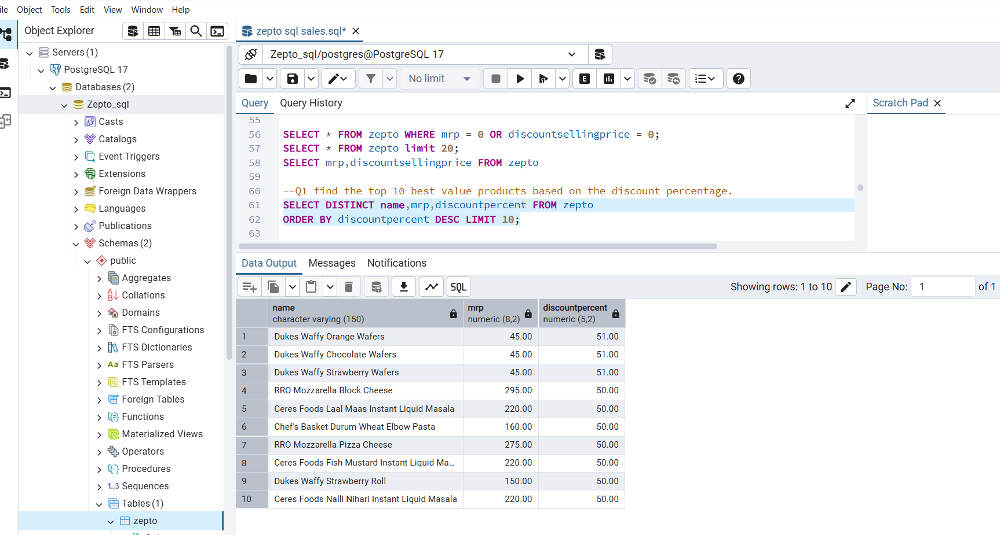 ile Object Tools Edit View Window Help
Object Explorer
Servers (1)
PostgreSQL 17
Databases (2)
Zepto_sql
Casts
Catalogs
Event Triggers
Extensions
Foreign Data Wrappers
Languages
Publications
Schemas (2)
public
Aggregates
Collations
Domains
FTS Configurations
FTS Dictionaries
Aa FTS Parsers
FTS Templates
Foreign Tables
Functions
Materialized Views
Operators
Procedures
1..3 Sequences
Tables (1)
zepto
zepto sql sales.sql*
Zepto_sql/postgres@PostgreSQL 17
No limit E
Query Query History
Scratch Pad
55
56 SELECT * FROM zepto WHERE mrp = 0 OR discountsellingprice = 0;
57 SELECT * FROM zepto limit 20;
58 SELECT mrp,discountsellingprice FROM zepto
59
60 --Q1 find the top 10 best value products based on the discount percentage.
61 SELECT DISTINCT name,mrp,discountpercent FROM zepto
62 ORDER BY discountpercent DESC LIMIT 10;
63
Data Output Messages Notifications
SQL Showing rows: 1 to 10 Page No: 1 of 1
name mrp discountpercent
character varying (150) numeric (8,2) numeric (5,2)
1 Dukes Waffy Orange Wafers 45.00 51.00
2 Dukes Waffy Chocolate Wafers 45.00 51.00
3 Dukes Waffy Strawberry Wafers 45.00 51.00
4 RRO Mozzarella Block Cheese 295.00 50.00
5 Ceres Foods Laal Maas Instant Liquid Masala 220.00 50.00
6 Chef's Basket Durum Wheat Elbow Pasta 160.00 50.00
7 RRO Mozzarella Pizza Cheese 275.00 50.00
8 Ceres Foods Fish Mustard Instant Liquid Ma... 220.00 50.00
9 Dukes Waffy Strawberry Roll 150.00 50.00
10 Ceres Foods Nalli Nihari Instant Liquid Masala 220.00 50.00